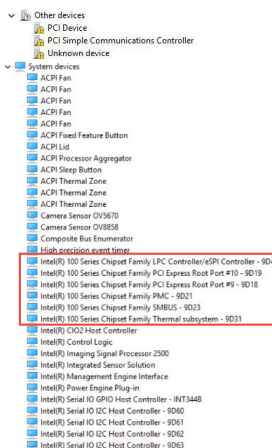 Other devices
PCI Device
PCI Simple Communications Controller
Unknown device
System devices
ACPI Fan
ACPI Fan
ACPI Fan
ACPI Fan
ACPI Fan
ACPI Fixed Feature Button
ACPI Lid
ACPI Processor Aggregator
ACPI Sleep Button
ACPI Thermal Zone
ACPI Thermal Zone
ACPI Thermal Zone
Camera Sensor OV5670
Camera Sensor OV8858
Composite Bus Enumerator
High precision event timer
Intel(R) 100 Series Chipset Family LPC Controller/eSPI Controller - 9D4
Intel(R) 100 Series Chipset Family PCI Express Root Port #10 - 9D19
Intel(R) 100 Series Chipset Family PCI Express Root Port #9 - 9D18
Intel(R) 100 Series Chipset Family PMC - 9D21
Intel(R) 100 Series Chipset Family SMBUS - 9D23
Intel(R) 100 Series Chipset Family Thermal subsystem - 9D31
Intel(R) CIO2 Host Controller
Intel(R) Control Logic
Intel(R) Imaging Signal Processor 2500
Intel(R) Integrated Sensor Solution
Intel(R) Management Engine Interface
Intel(R) Power Engine Plug-in
Intel(R) Serial IO GPIO Host Controller - INT344B
Intel(R) Serial IO I2C Host Controller - 9D60
Intel(R) Serial IO I2C Host Controller - 9D61
Intel(R) Serial IO I2C Host Controller - 9D62
Intel(R) Serial IO I2C Host Controller - 9D63